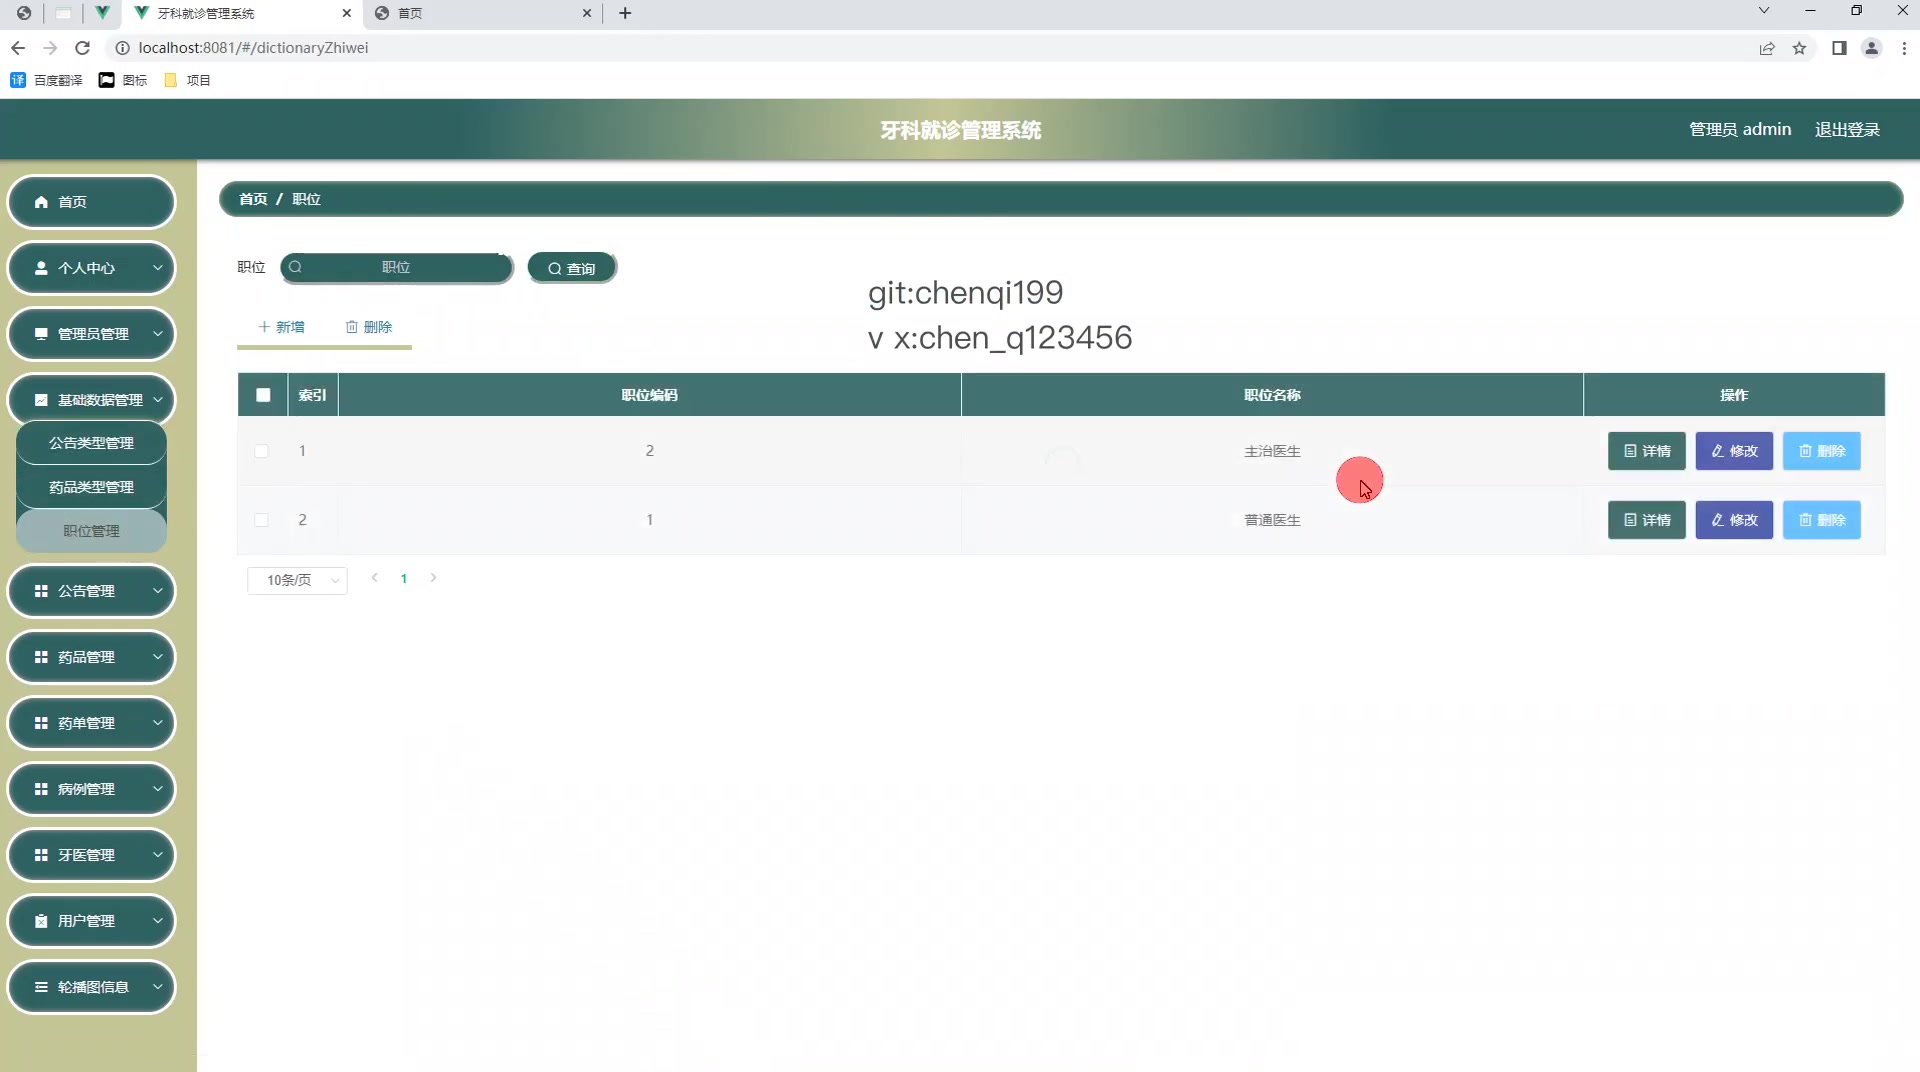 牙科就诊管理系统
首页
localhost:8081/#/dictionaryZhiwei
百度翻译
图标
项目
牙科就诊管理系统
管理员 admin
退出登录
首页
个人中心
管理员管理
基础数据管理
公告类型管理
药品类型管理
职位管理
公告管理
药品管理
药单管理
病例管理
牙医管理
用户管理
轮播图信息
首页 / 职位
职位
职位
查询
新增
删除
git:chenqi199
v x:chen_q123456
索引 职位编码 职位名称 操作
1 2 主治医生 详情 修改 删除
2 1 普通医生 详情 修改 删除
10条/页
1